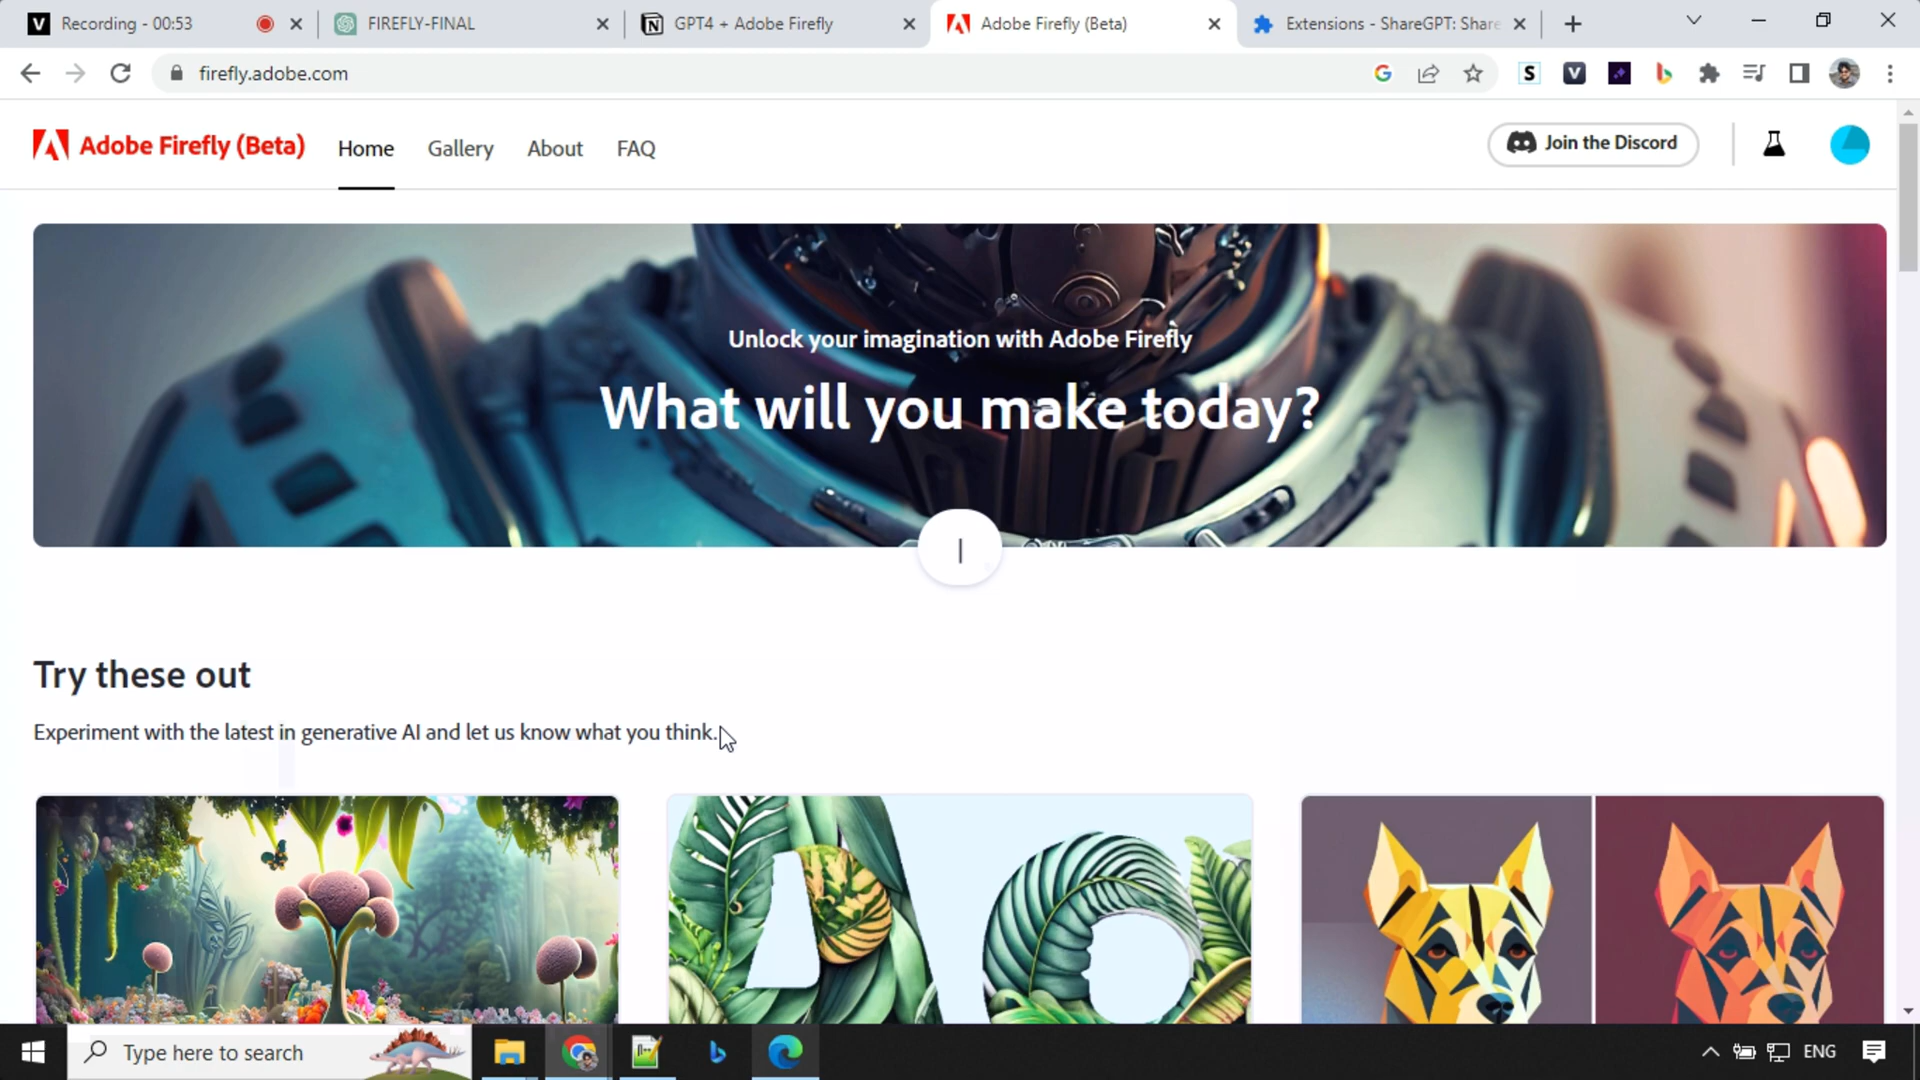 Recording - 00:53
FIREFLY-FINAL
GPT4 + Adobe Firefly
Adobe Firefly (Beta)
Extensions - ShareGPT: Share
firefly.adobe.com
Adobe Firefly (Beta)
Home
Gallery
About
FAQ
Join the Discord
Unlock your imagination with Adobe Firefly
What will you make today?
Try these out
Experiment with the latest in generative AI and let us know what you think.
Type here to search
ENG